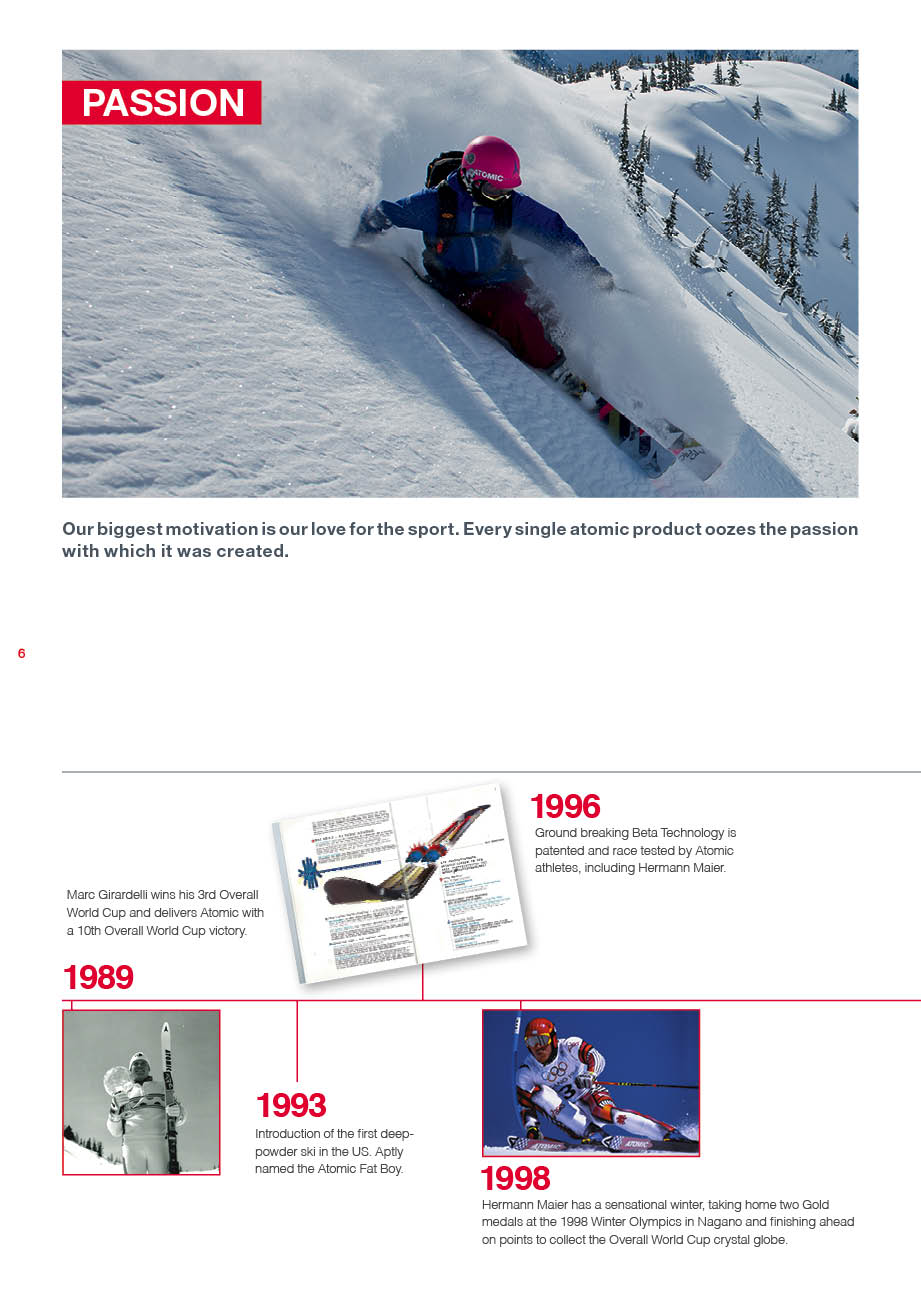 PASSION
ATOMIC
Our biggest motivation is our love for the sport. Every single atomic product oozes the passion
with which it was created.
6
1996
Ground breaking Beta Technology is
patented and race tested by Atomic
athletes, including Hermann Maier.
Marc Girardelli wins his 3rd Overall
World Cup and delivers Atomic with
a 10th Overall World Cup victory.
1989
ATOMIC
1993
Introduction of the first deep-
powder ski in the US. Aptly
named the Atomic Fat Boy.
3
ATOMIC
ATOMIC
1998
Hermann Maier has a sensational winter, taking home two Gold
medals at the 1998 Winter Olympics in Nagano and finishing ahead
on points to collect the Overall World Cup crystal globe.